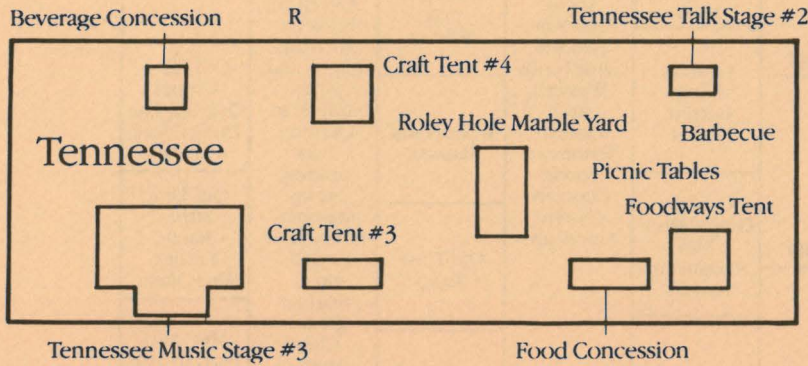 Beverage Concession
R
Tennessee Talk Stage #2
Craft Tent #4
Roley Hole Marble Yard
Barbecue
Tennessee
Picnic Tables
Foodways Tent
Craft Tent #3
Tennessee Music Stage #3
Food Concession